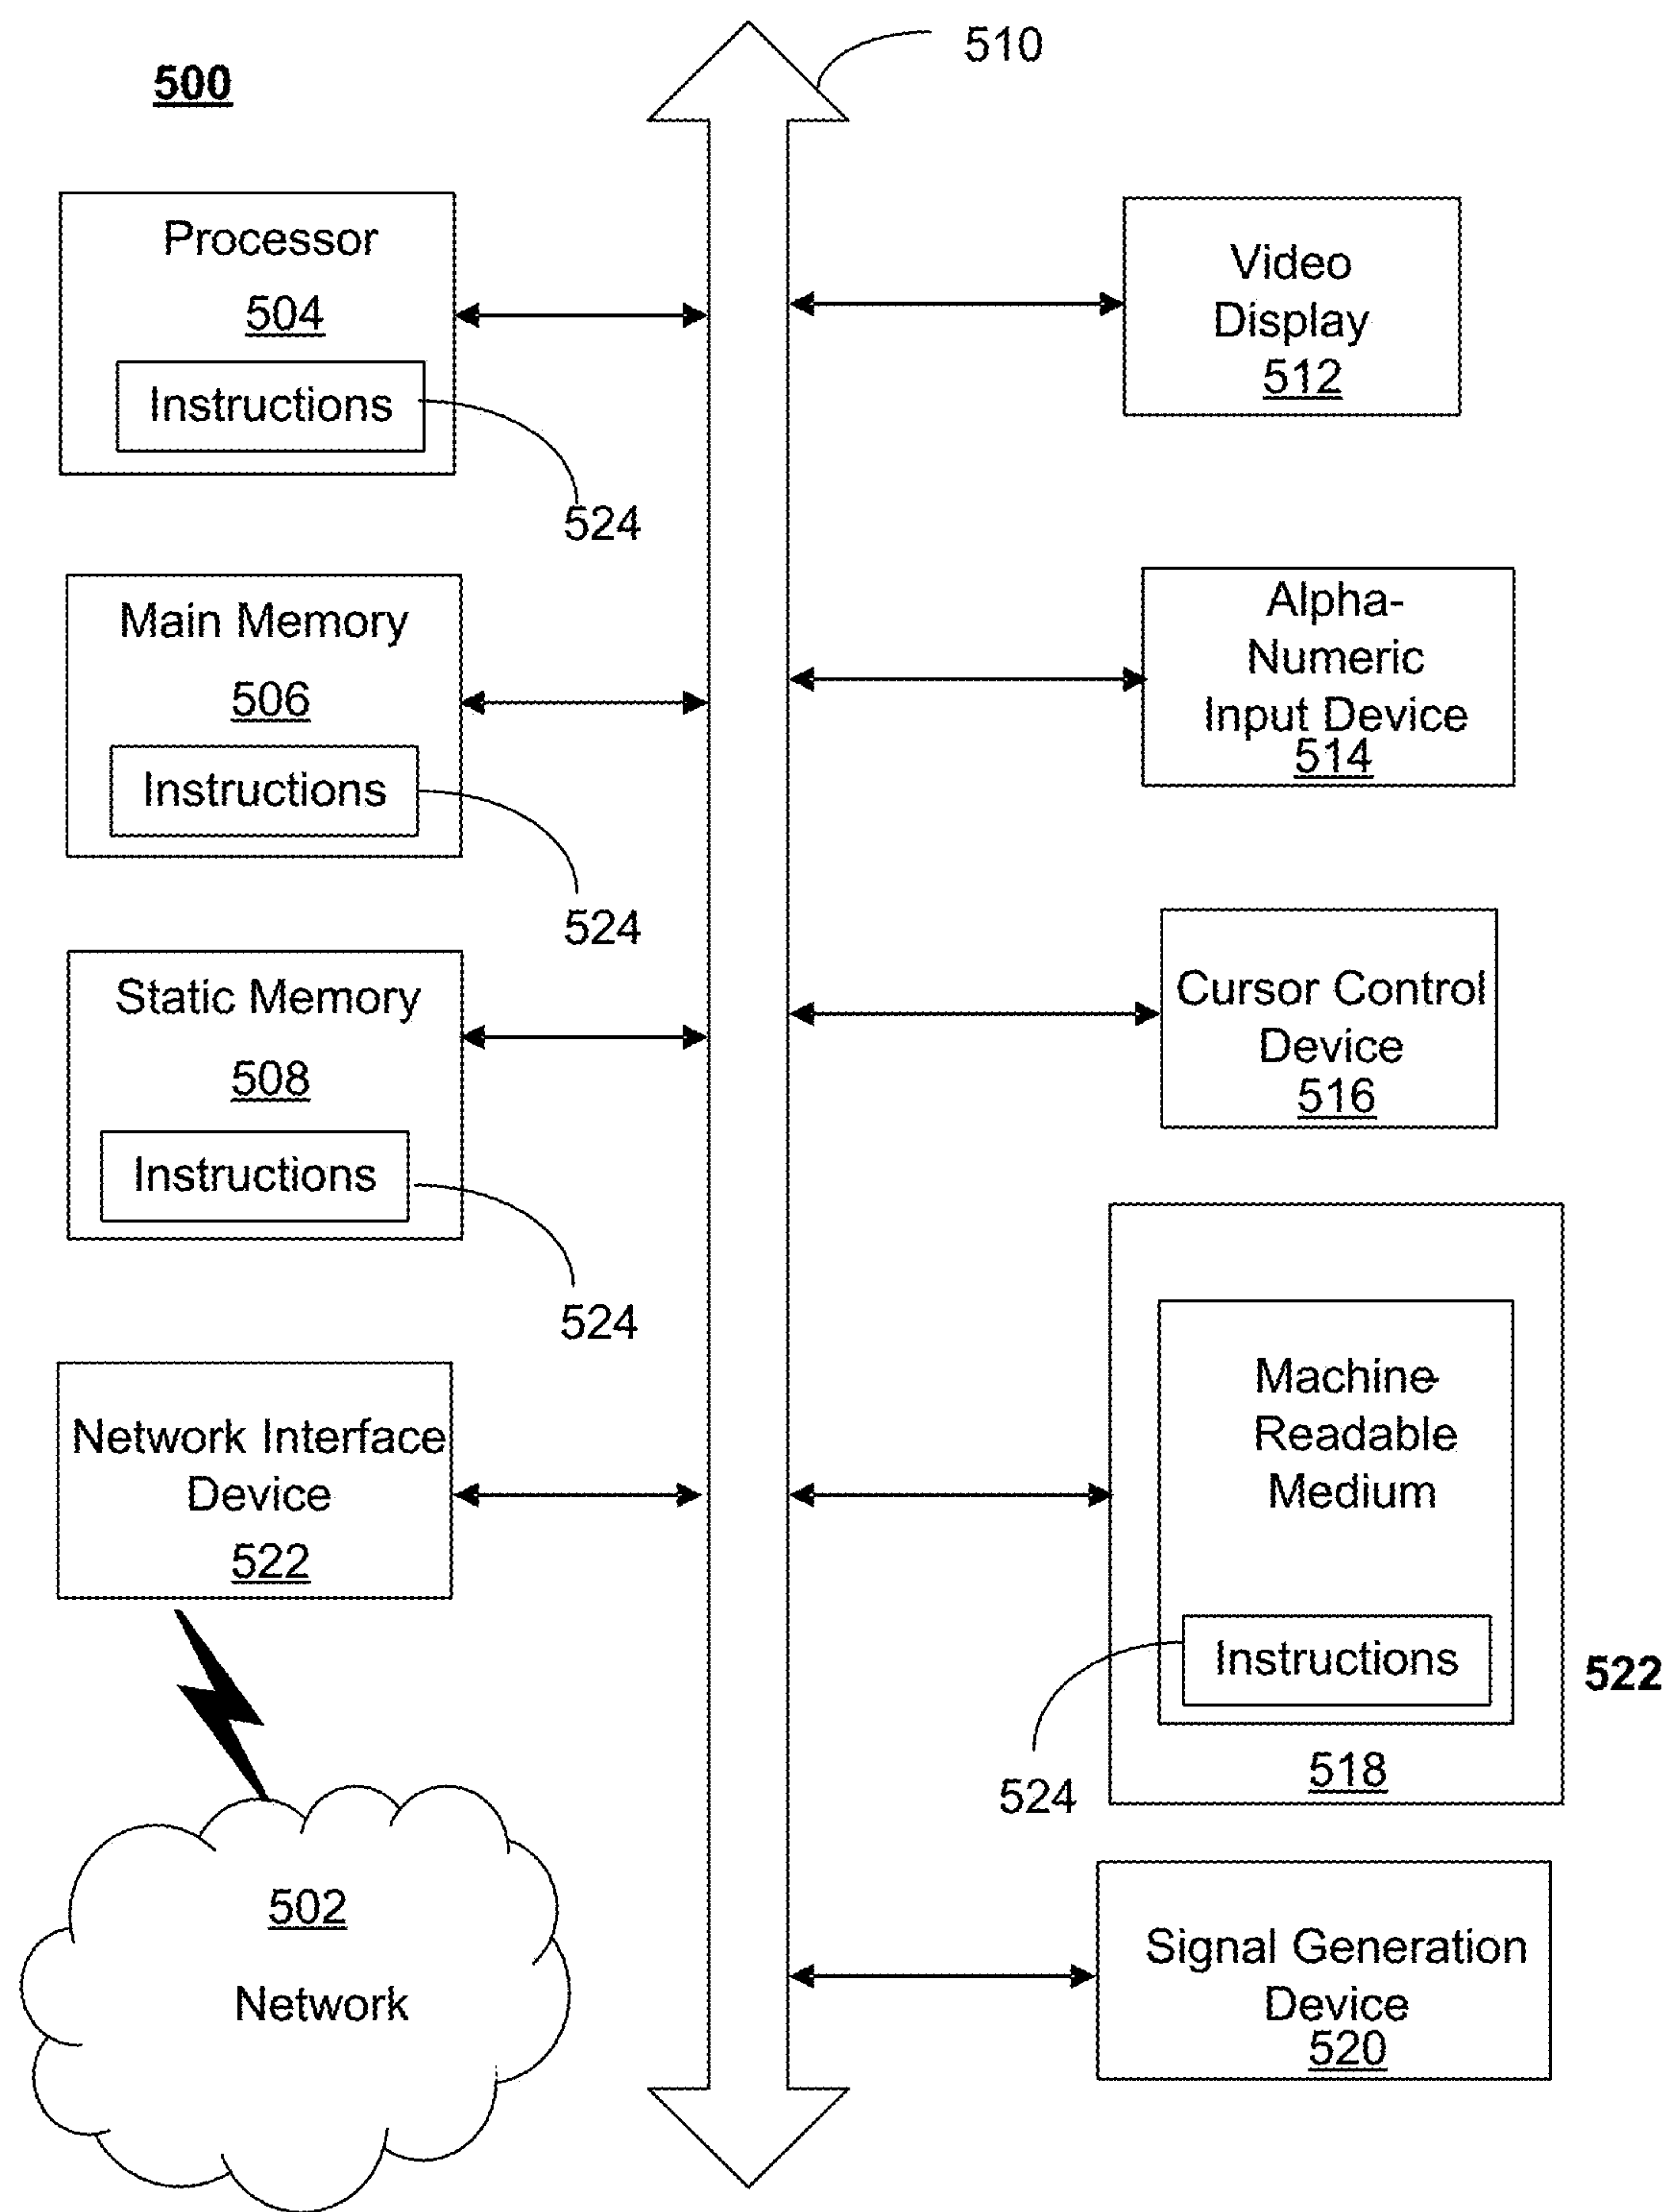 500
510
Processor
504
Instructions
524
Main Memory
506
Instructions
524
Static Memory
508
Instructions
524
Network Interface
Device
522
502
Network
Video
Display
512
Alpha-
Numeric
Input Device
514
Cursor Control
Device
516
Machine-
Readable
Medium
Instructions
522
524
518
Signal Generation
Device
520